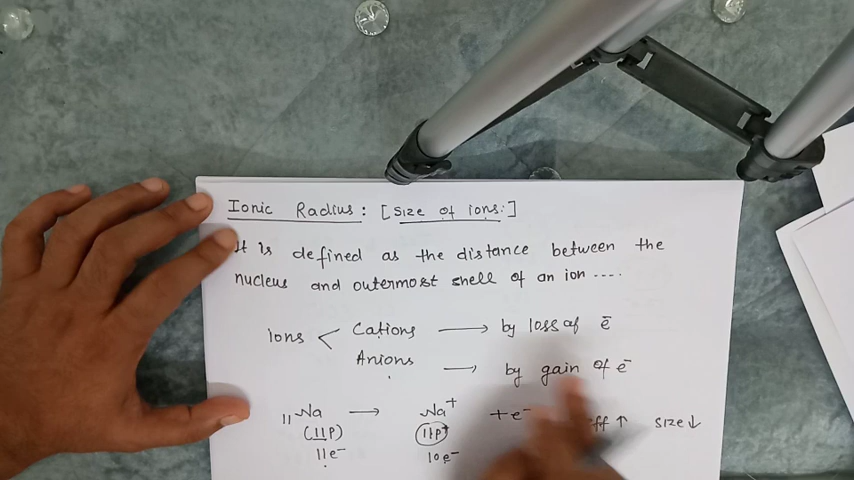 Ionic Radius: [Size of ions:]
It is defined as the distance between the
nucleus and outermost shell of an ion ....
Ions < Cations → by loss of ē
Anions → by gain of e⁻
₁₁Na → Na⁺ + e⁻ ff ↑ size ↓
(11P) 11P⁺
11e⁻ 10e⁻